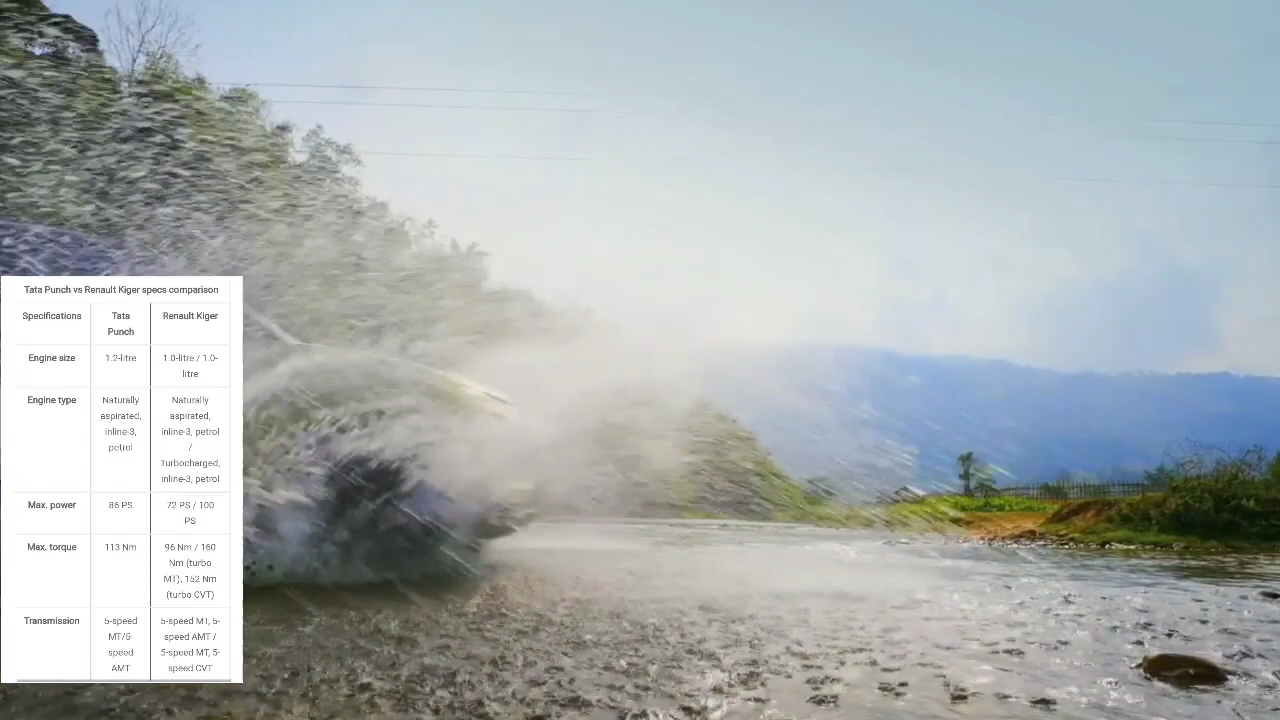 Tata Punch vs Renault Kiger specs comparison
Specifications
Tata
Punch
Renault Kiger
Engine size
1.2-litre
1.0-litre / 1.0-
litre
Engine type
Naturally
aspirated,
inline-3,
petrol
Naturally
aspirated,
inline-3, petrol
/
Turbocharged,
inline-3, petrol
Max. power
86 PS
72 PS / 100
PS
Max. torque
113 Nm
96 Nm / 160
Nm (turbo
MT), 152 Nm
(turbo CVT)
Transmission
5-speed
MT/5-
speed
AMT
5-speed MT, 5-
speed AMT /
5-speed MT, 5-
speed CVT